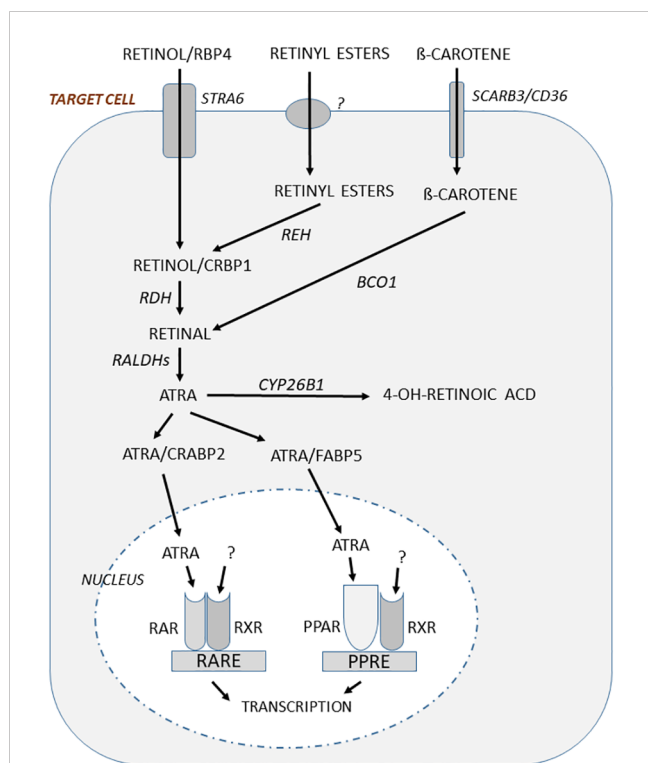 RETINOL/RBP4
RETINYL ESTERS
ß-CAROTENE
TARGET CELL
STRA6
?
SCARB3/CD36
RETINYL ESTERS
ß-CAROTENE
REH
RETINOL/CRBP1
BCO1
RDH
RETINAL
RALDHs
CYP26B1
ATRA
4-OH-RETINOIC ACD
ATRA/CRABP2
ATRA/FABP5
ATRA
?
ATRA
?
NUCLEUS
RAR
RXR
PPAR
RXR
RARE
PPRE
TRANSCRIPTION